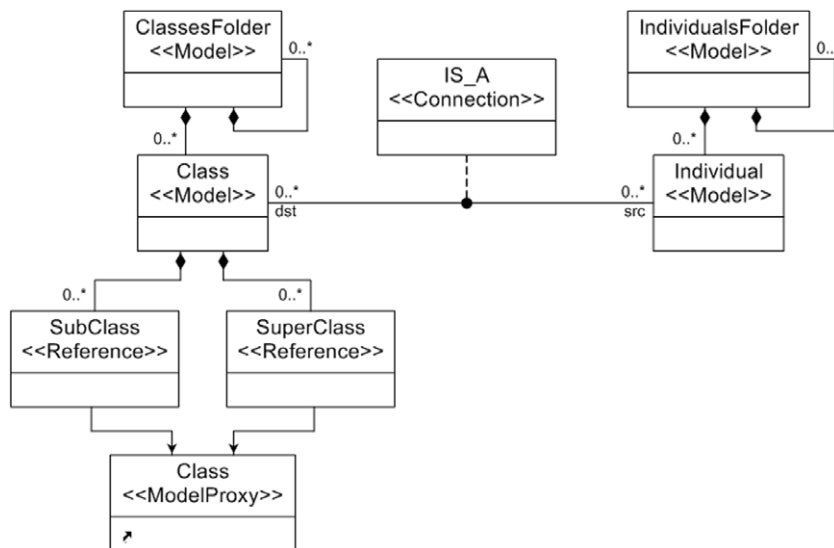 ClassesFolder
<<Model>>
0..*
IndividualsFolder
<<Model>>
0..*
IS_A
<<Connection>>
0..*
0..*
Class
<<Model>>
0..*
dst
0..*
src
Individual
<<Model>>
0..*
0..*
SubClass
<<Reference>>
SuperClass
<<Reference>>
Class
<<ModelProxy>>